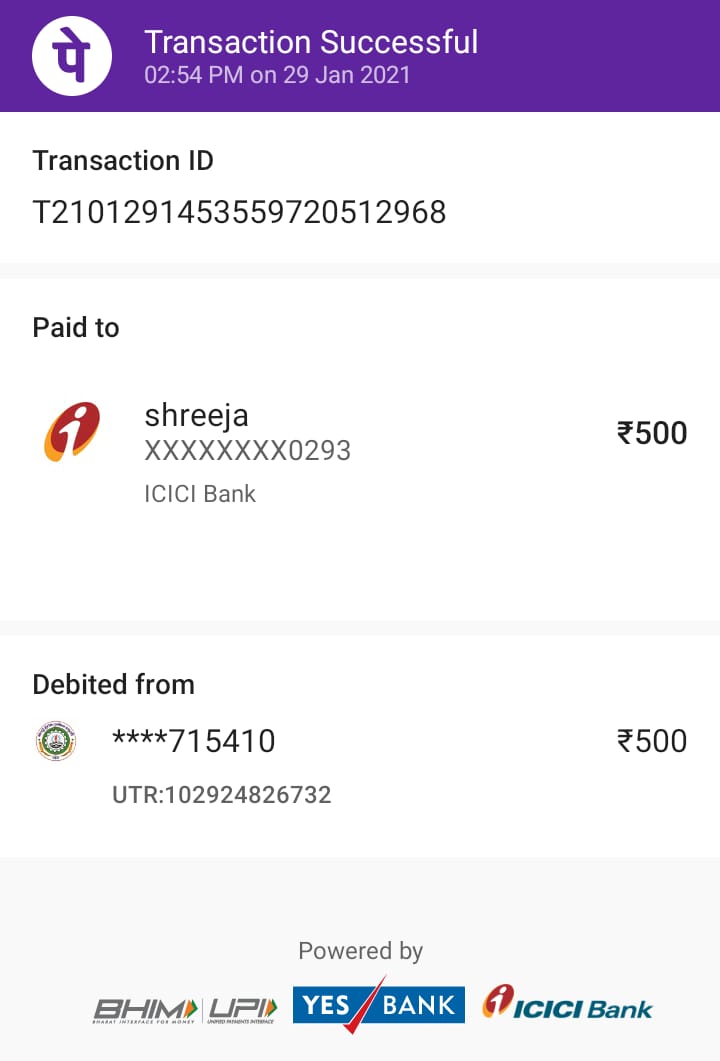 पे
Transaction Successful
02:54 PM on 29 Jan 2021
Transaction ID
T2101291453559720512968
Paid to
shreeja
XXXXXXXX0293
₹500
ICICI Bank
Debited from
****715410
₹500
UTR:102924826732
Powered by
BHIM UPI YES BANK ICICI Bank
BHARAT INTERFACE FOR MONEY UNIFIED PAYMENTS INTERFACE